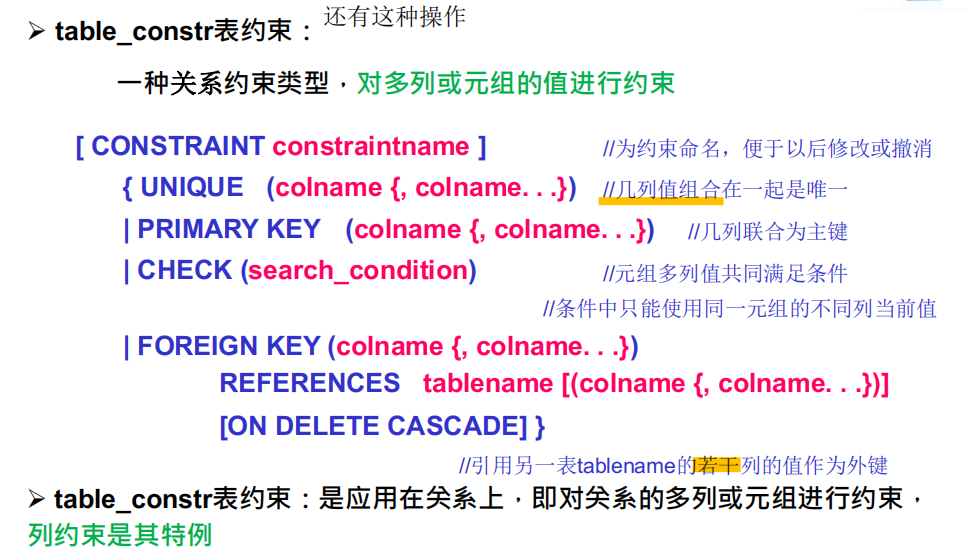 ➢ table_constr表约束： 还有这种操作
一种关系约束类型，对多列或元组的值进行约束
[ CONSTRAINT constraintname ] //为约束命名，便于以后修改或撤消
{ UNIQUE (colname {, colname. . .}) //几列值组合在一起是唯一
| PRIMARY KEY (colname {, colname. . .}) //几列联合为主键
| CHECK (search_condition) //元组多列值共同满足条件
//条件中只能使用同一元组的不同列当前值
| FOREIGN KEY (colname {, colname. . .})
REFERENCES tablename [(colname {, colname. . .})]
[ON DELETE CASCADE] }
//引用另一表tablename的若干列的值作为外键
➢ table_constr表约束：是应用在关系上，即对关系的多列或元组进行约束，
列约束是其特例